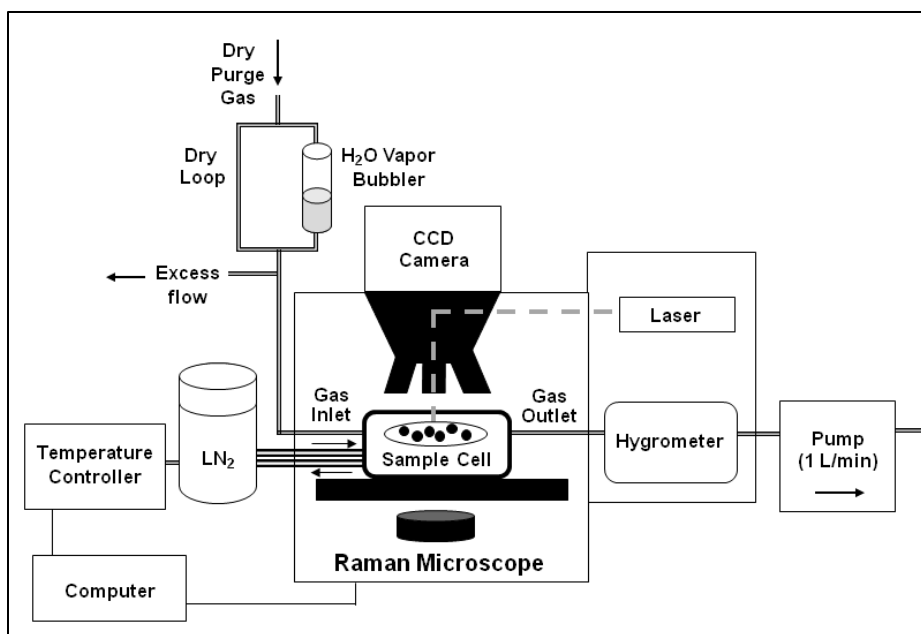 Dry
Purge
Gas
Dry
Loop
H₂O Vapor
Bubbler
CCD
Camera
Excess
flow
Laser
Gas
Inlet
Gas
Outlet
Temperature
Controller
LN₂
Sample Cell
Hygrometer
Pump
(1 L/min)
Raman Microscope
Computer